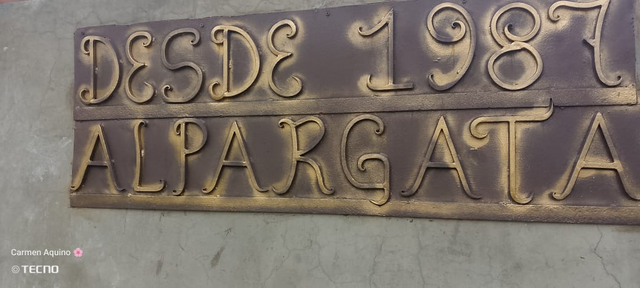 DESDE 1987
ALPARGATA
Carmen Aquino 🌸
© TECNO